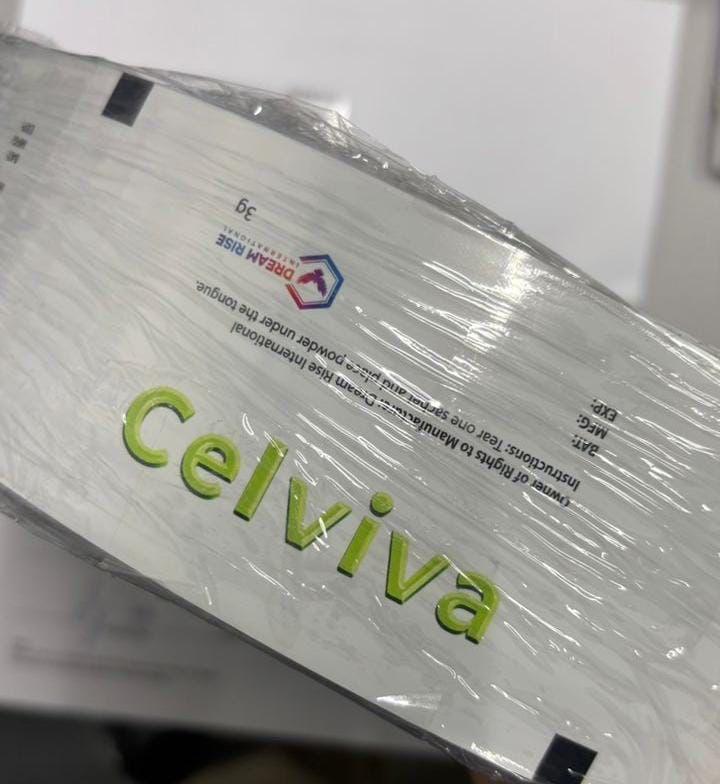 Celviva
Owner of Rights to Manufacture: Dream Rise International
Instructions: Tear one sachet and place powder under the tongue.
DREAM RISE
INTERNATIONAL
3g
BAT:
MFG:
EXP: